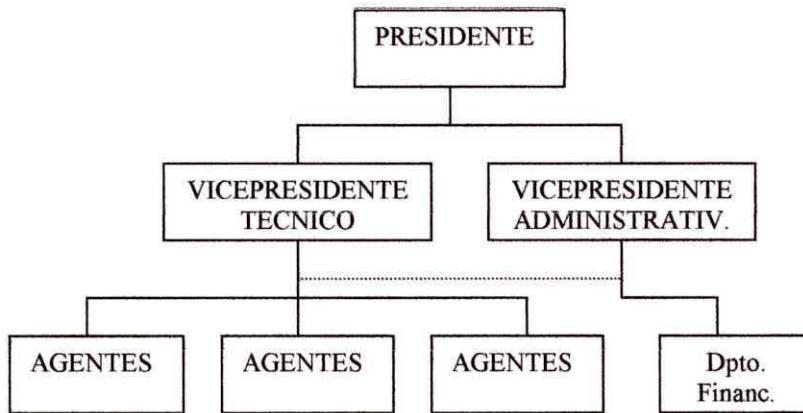 PRESIDENTE
VICEPRESIDENTE
TECNICO
VICEPRESIDENTE
ADMINISTRATIV.
AGENTES
AGENTES
AGENTES
Dpto.
Financ.